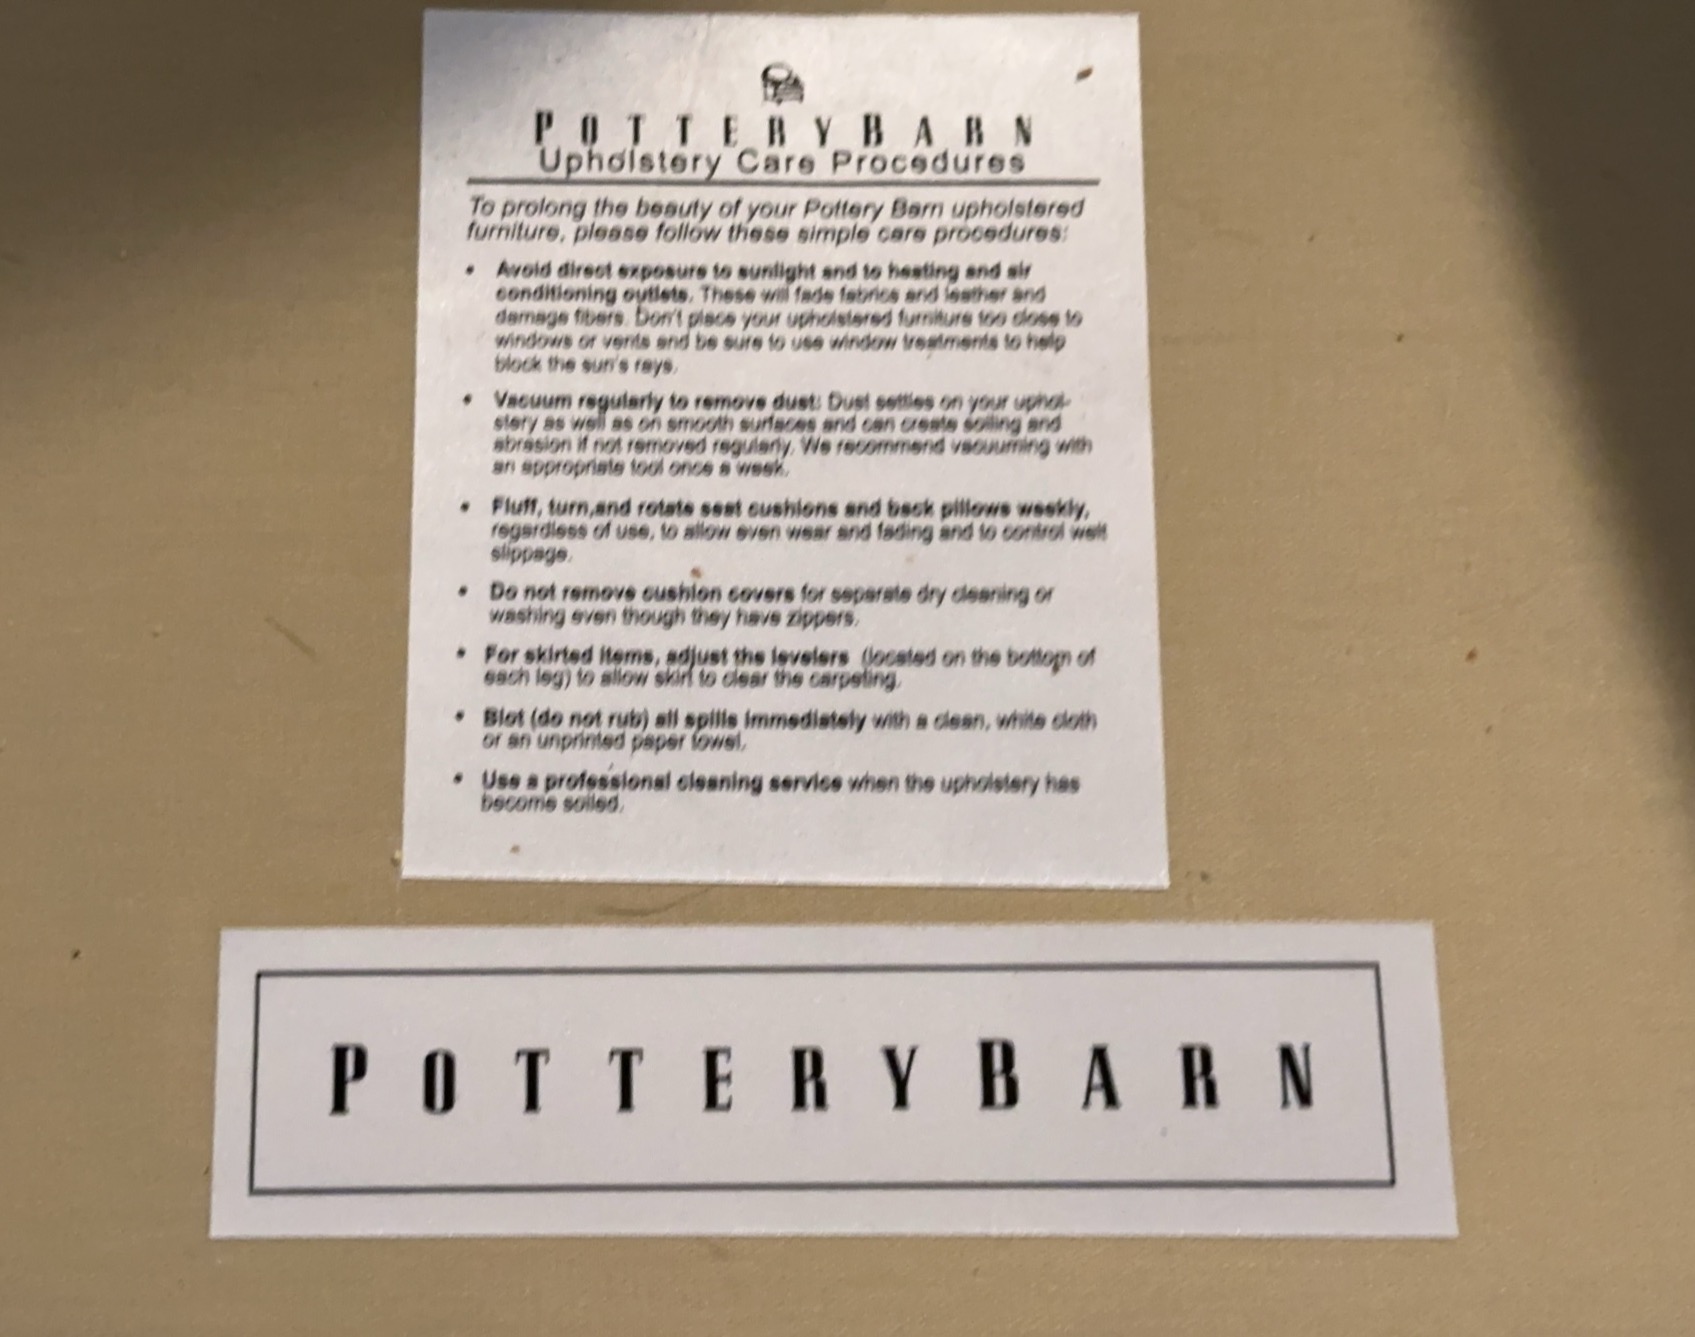 POTTERY BARN
Upholstery Care Procedures
To prolong the beauty of your Pottery Barn upholstered
furniture, please follow these simple care procedures:
• Avoid direct exposure to sunlight and to heating and air
conditioning outlets. These will fade fabrics and leather and
damage fibers. Don't place your upholstered furniture too close to
windows or vents and be sure to use window treatments to help
block the sun's rays.
• Vacuum regularly to remove dust: Dust settles on your uphol-
stery as well as on smooth surfaces and can create soiling and
abrasion if not removed regularly. We recommend vacuuming with
an appropriate tool once a week.
• Fluff, turn,and rotate seat cushions and back pillows weekly,
regardless of use, to allow even wear and fading and to control welt
slippage.
• Do not remove cushion covers for separate dry cleaning or
washing even though they have zippers.
• For skirted items, adjust the levelers (located on the bottom of
each leg) to allow skirt to clear the carpeting.
• Blot (do not rub) all spills immediately with a clean, white cloth
or an unprinted paper towel.
• Use a professional cleaning service when the upholstery has
become soiled.
POTTERY BARN